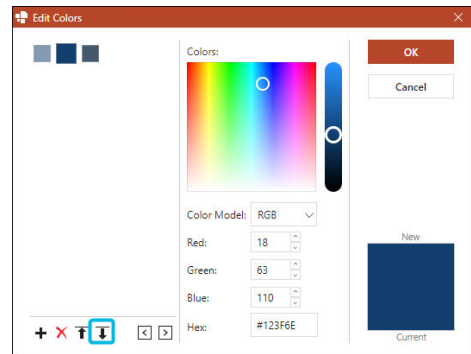 Edit Colors
Colors:
OK
Cancel
Color Model: RGB
Red: 18
Green: 63
Blue: 110
Hex: #123F6E
New
Current